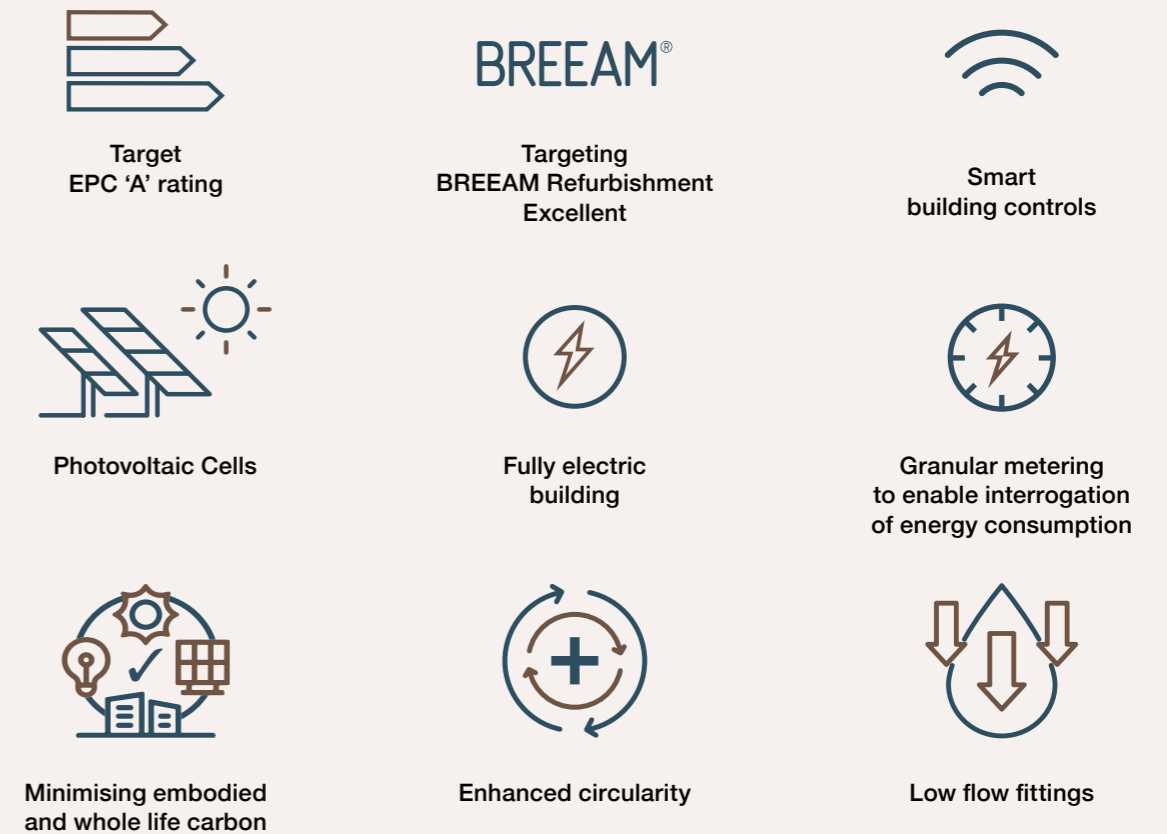 BREEAM®
Target
EPC ‘A’ rating
Targeting
BREEAM Refurbishment
Excellent
Smart
building controls
Photovoltaic Cells
Fully electric
building
Granular metering
to enable interrogation
of energy consumption
Minimising embodied
and whole life carbon
Enhanced circularity
Low flow fittings